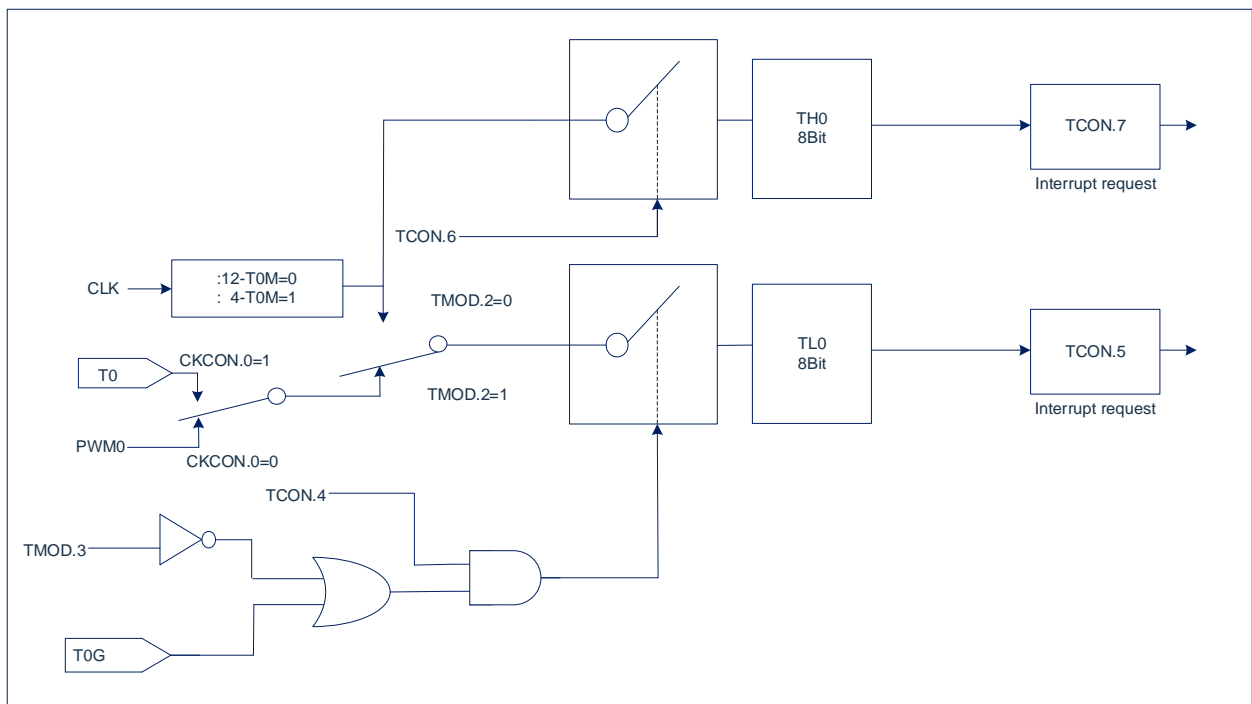 TH0
8Bit
TCON.7
Interrupt request
TCON.6
CLK
:12-T0M=0
: 4-T0M=1
TMOD.2=0
TL0
8Bit
TCON.5
Interrupt request
CKCON.0=1
T0
TMOD.2=1
PWM0
CKCON.0=0
TCON.4
TMOD.3
T0G